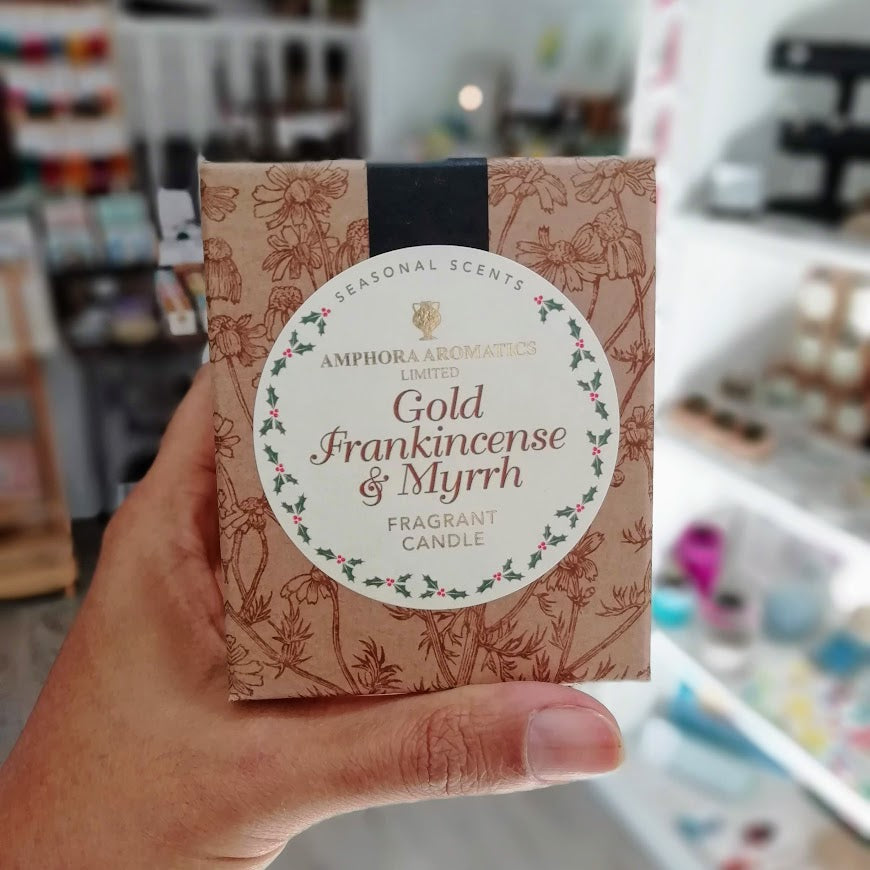 SEASONAL SCENTS
AMPHORA AROMATICS
LIMITED
Gold
Frankincense
& Myrrh
FRAGRANT
CANDLE